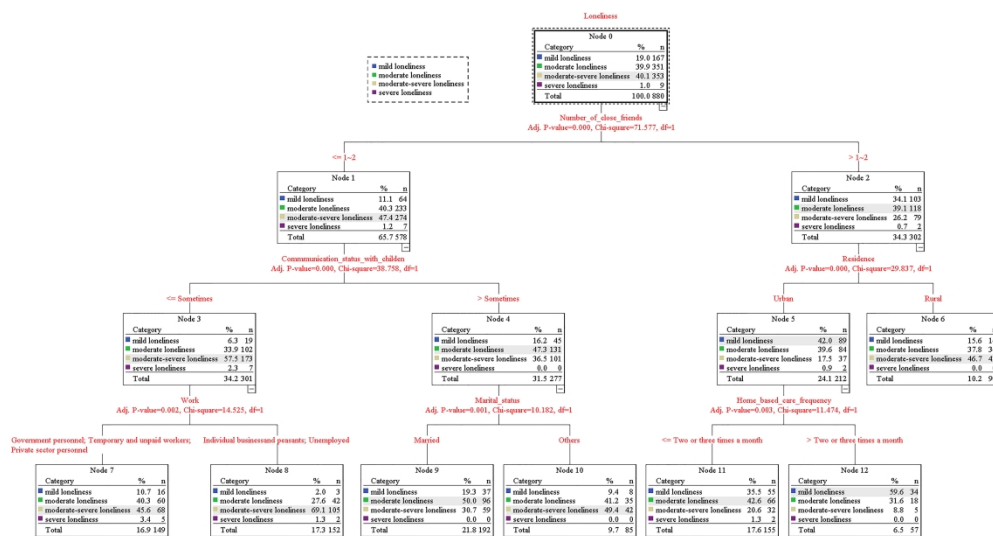 Loneliness
mild loneliness
moderate loneliness
moderate-severe loneliness
severe loneliness
Node 0
Category % n
mild loneliness 19.0 167
moderate loneliness 39.9 351
moderate-severe loneliness 40.1 353
severe loneliness 1.0 9
Total 100.0 880
Number_of_close_friends
Adj. P-value=0.000, Chi-square=71.577, df=1
<= 1–2
> 1–2
Node 1
Category % n
mild loneliness 11.1 64
moderate loneliness 40.3 233
moderate-severe loneliness 47.4 274
severe loneliness 1.2 7
Total 65.7 578
Node 2
Category % n
mild loneliness 34.1 103
moderate loneliness 39.1 118
moderate-severe loneliness 26.2 79
severe loneliness 0.7 2
Total 34.3 302
Communication_status_with_childen
Adj. P-value=0.000, Chi-square=38.758, df=1
Residence
Adj. P-value=0.000, Chi-square=29.837, df=1
<= Sometimes
> Sometimes
Urban
Rural
Node 3
Category % n
mild loneliness 6.3 19
moderate loneliness 33.9 102
moderate-severe loneliness 57.5 173
severe loneliness 2.3 7
Total 34.2 301
Node 4
Category % n
mild loneliness 16.2 45
moderate loneliness 47.3 131
moderate-severe loneliness 36.5 101
severe loneliness 0.0 0
Total 31.5 277
Node 5
Category % n
mild loneliness 42.0 89
moderate loneliness 39.6 84
moderate-severe loneliness 17.5 37
severe loneliness 0.9 2
Total 24.1 212
Node 6
Category %
mild loneliness 15.6
moderate loneliness 37.8
moderate-severe loneliness 46.7
severe loneliness 0.0
Total 10.2
Work
Adj. P-value=0.002, Chi-square=14.525, df=1
Marital_status
Adj. P-value=0.001, Chi-square=10.182, df=1
Home_based_care_frequency
Adj. P-value=0.003, Chi-square=11.474, df=1
Government personnel; Temporary and unpaid workers;
Private sector personnel
Individual businessand peasants; Unemployed
Married
Others
<= Two or three times a month
> Two or three times a month
Node 7
Category % n
mild loneliness 10.7 16
moderate loneliness 40.3 60
moderate-severe loneliness 45.6 68
severe loneliness 3.4 5
Total 16.9 149
Node 8
Category % n
mild loneliness 2.0 3
moderate loneliness 27.6 42
moderate-severe loneliness 69.1 105
severe loneliness 1.3 2
Total 17.3 152
Node 9
Category % n
mild loneliness 19.3 37
moderate loneliness 50.0 96
moderate-severe loneliness 30.7 59
severe loneliness 0.0 0
Total 21.8 192
Node 10
Category % n
mild loneliness 9.4 8
moderate loneliness 41.2 35
moderate-severe loneliness 49.4 42
severe loneliness 0.0 0
Total 9.7 85
Node 11
Category % n
mild loneliness 35.5 55
moderate loneliness 42.6 66
moderate-severe loneliness 20.6 32
severe loneliness 1.3 2
Total 17.6 155
Node 12
Category % n
mild loneliness 59.6 34
moderate loneliness 31.6 18
moderate-severe loneliness 8.8 5
severe loneliness 0.0 0
Total 6.5 57